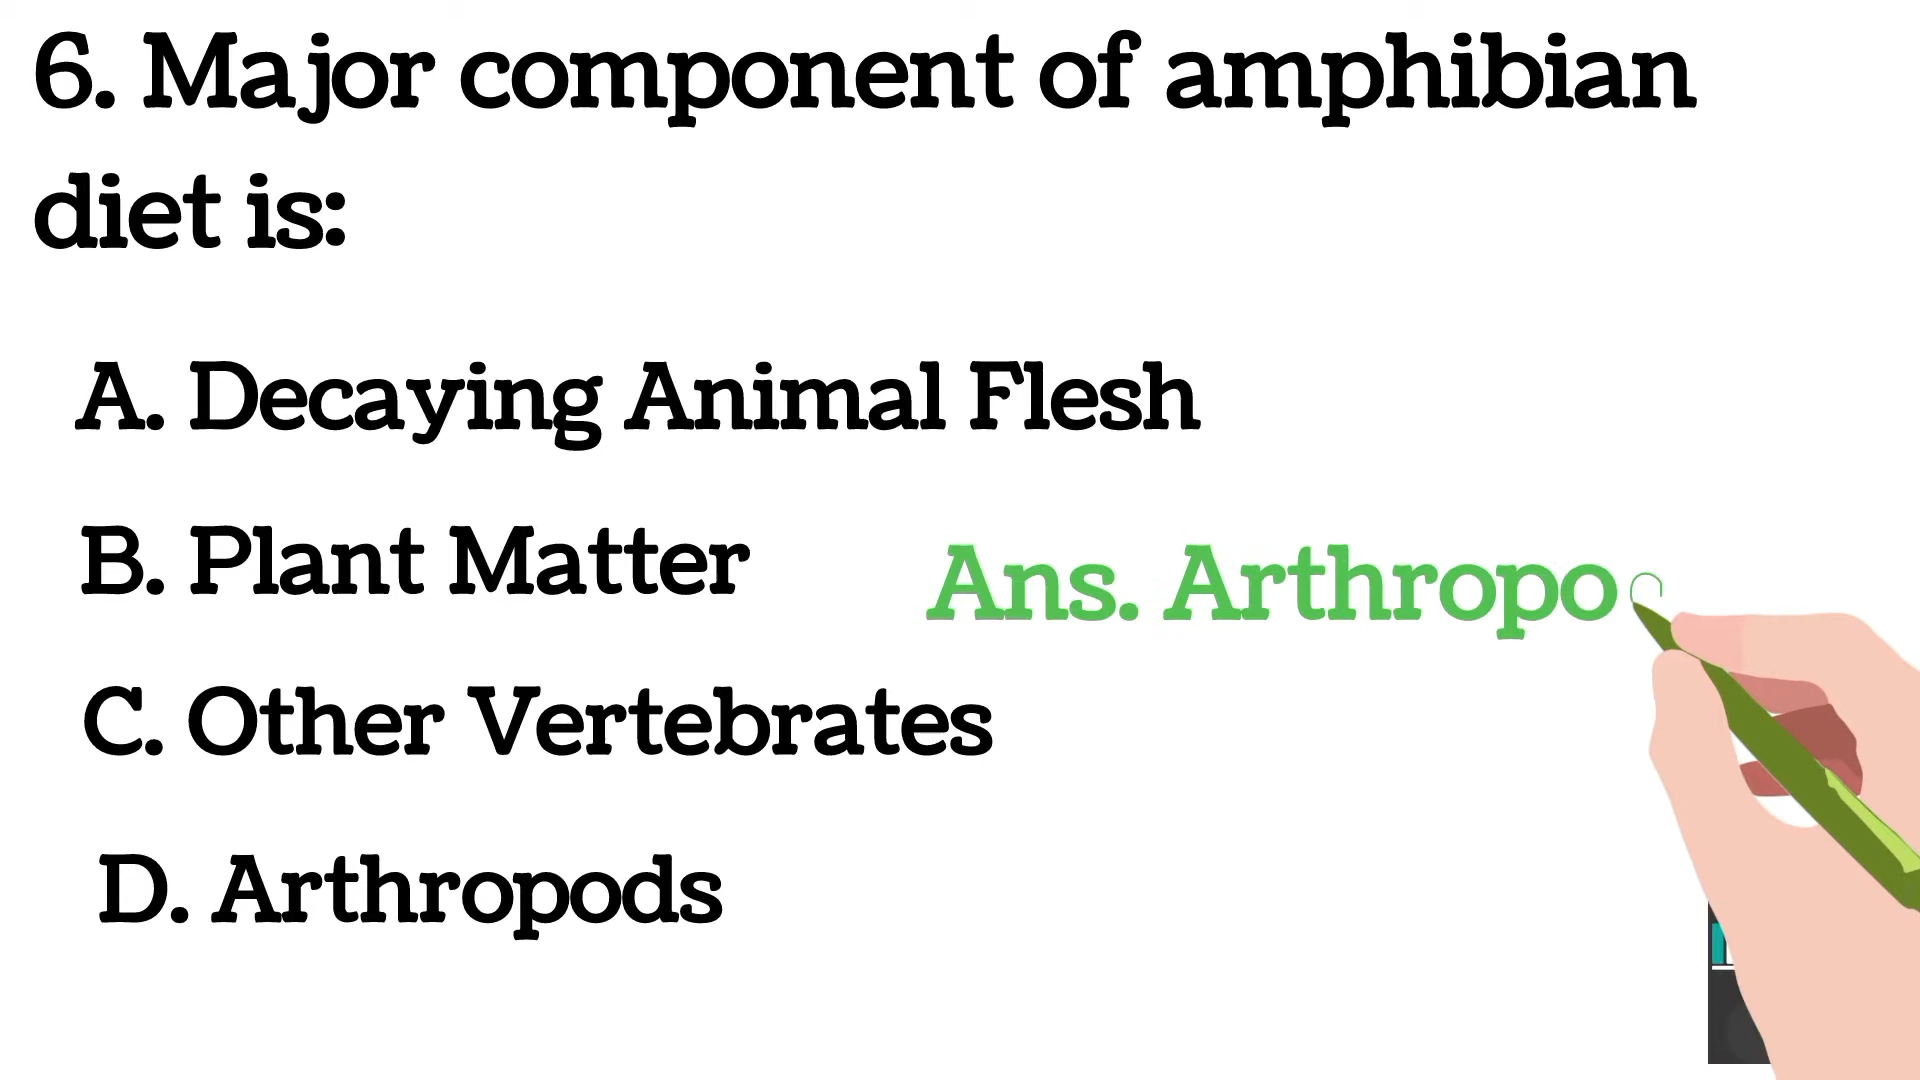 6. Major component of amphibian
diet is:
A. Decaying Animal Flesh
B. Plant Matter
Ans. Arthropo
C. Other Vertebrates
D. Arthropods